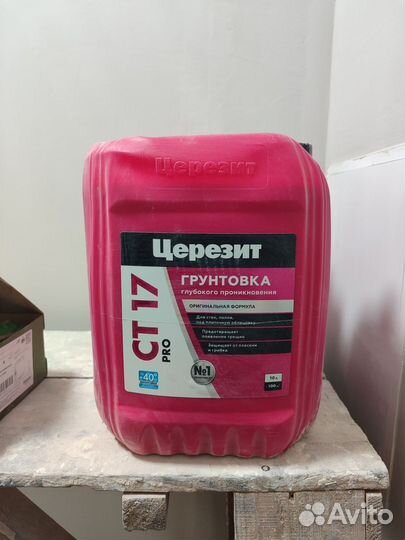 Церезит
Церезит
ГРУНТОВКА
глубокого проникновения
ОРИГИНАЛЬНАЯ ФОРМУЛА
Для стен, полов,
под плиточную облицовку
Предотвращает
появление трещин
Защищает от плесени
и грибка
CT 17
PRO
№1
-40°
10 л
100 м²
Avito